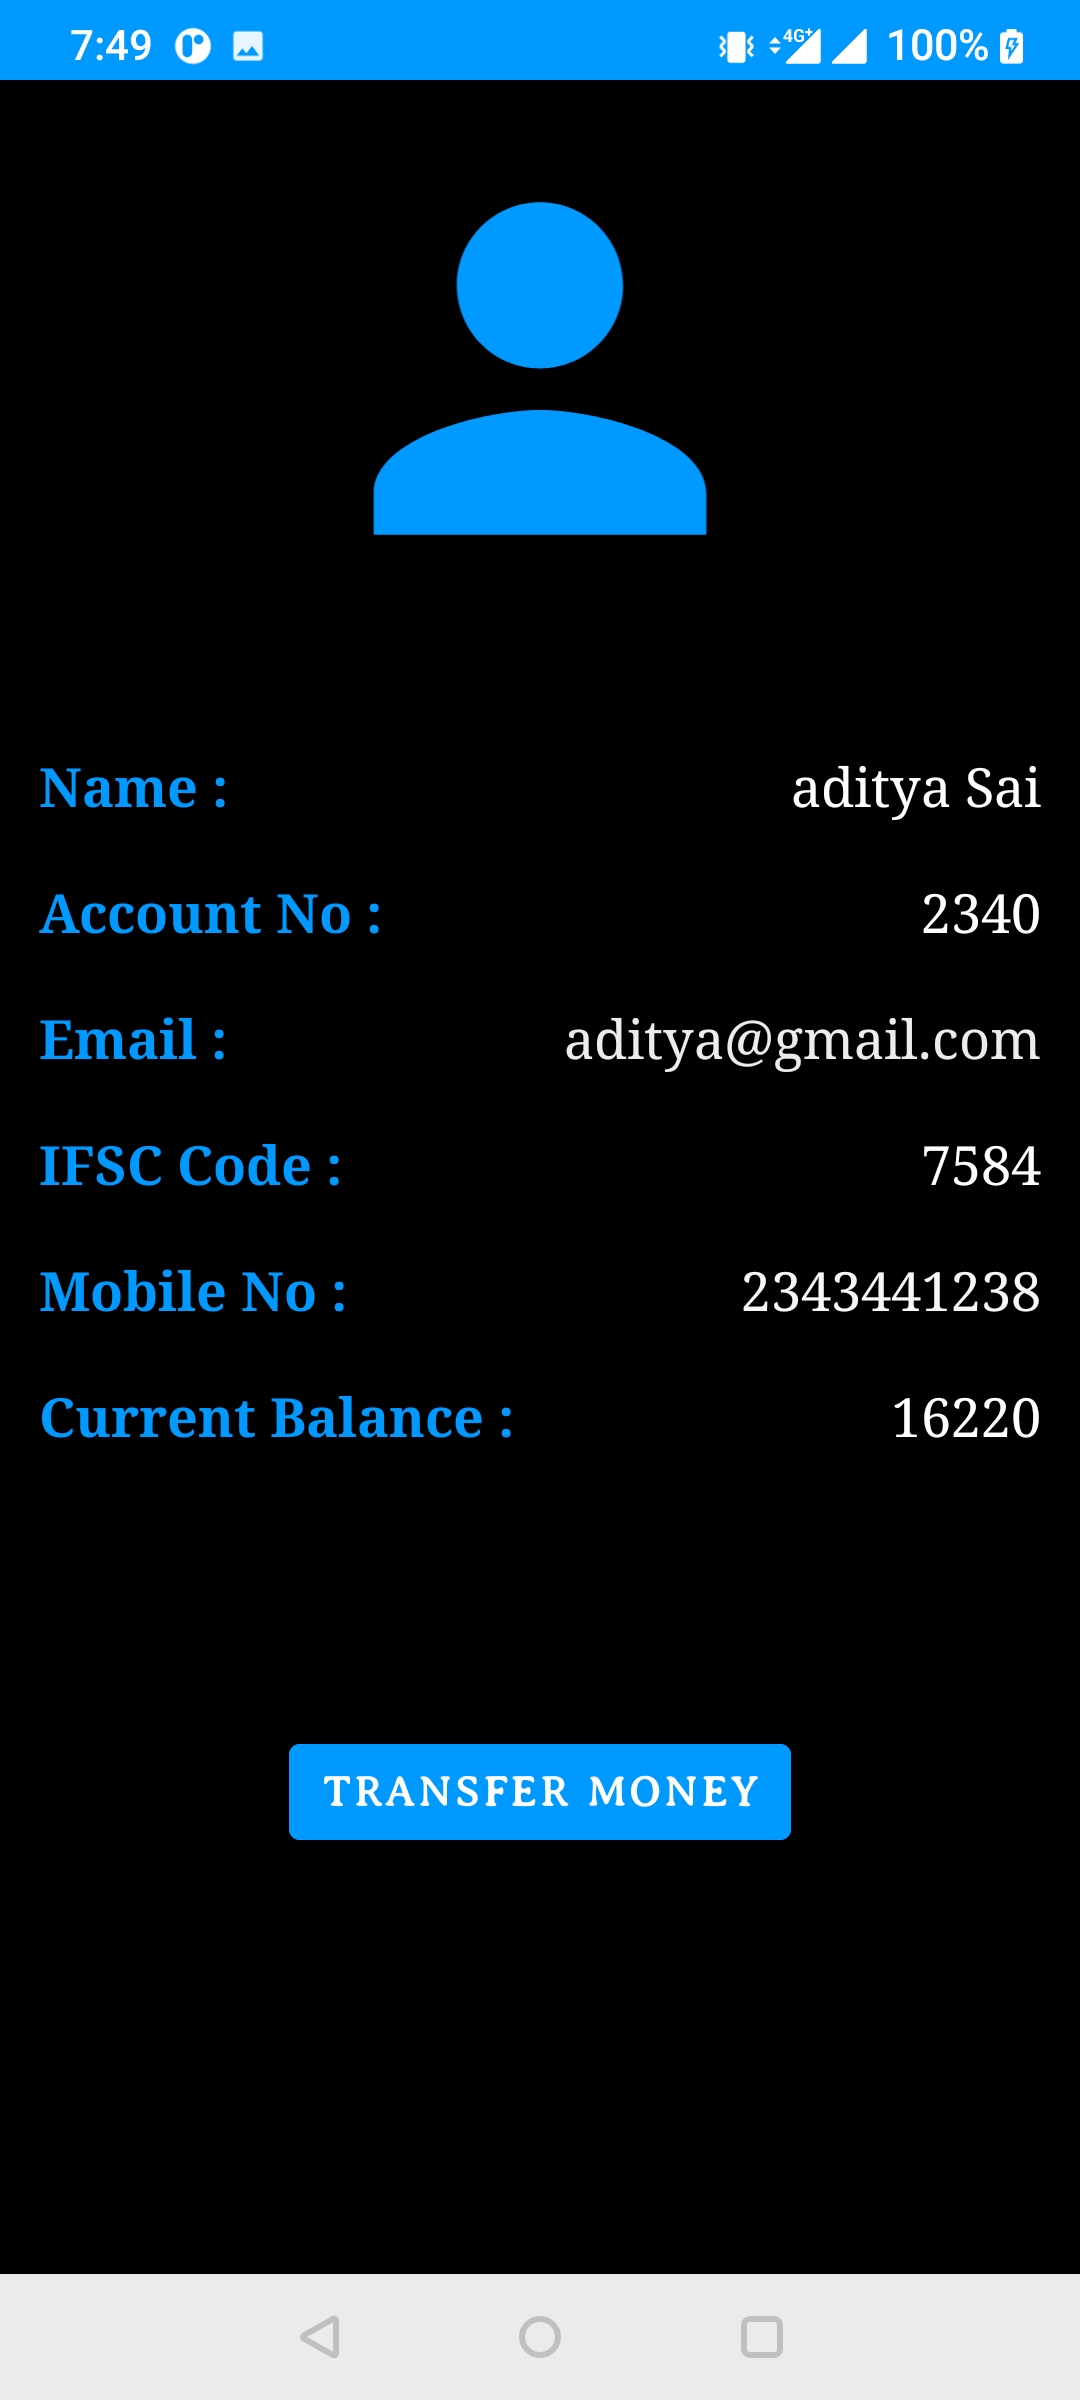 7:49 4G+ 100%
Name : aditya Sai
Account No : 2340
Email : aditya@gmail.com
IFSC Code : 7584
Mobile No : 2343441238
Current Balance : 16220
TRANSFER MONEY